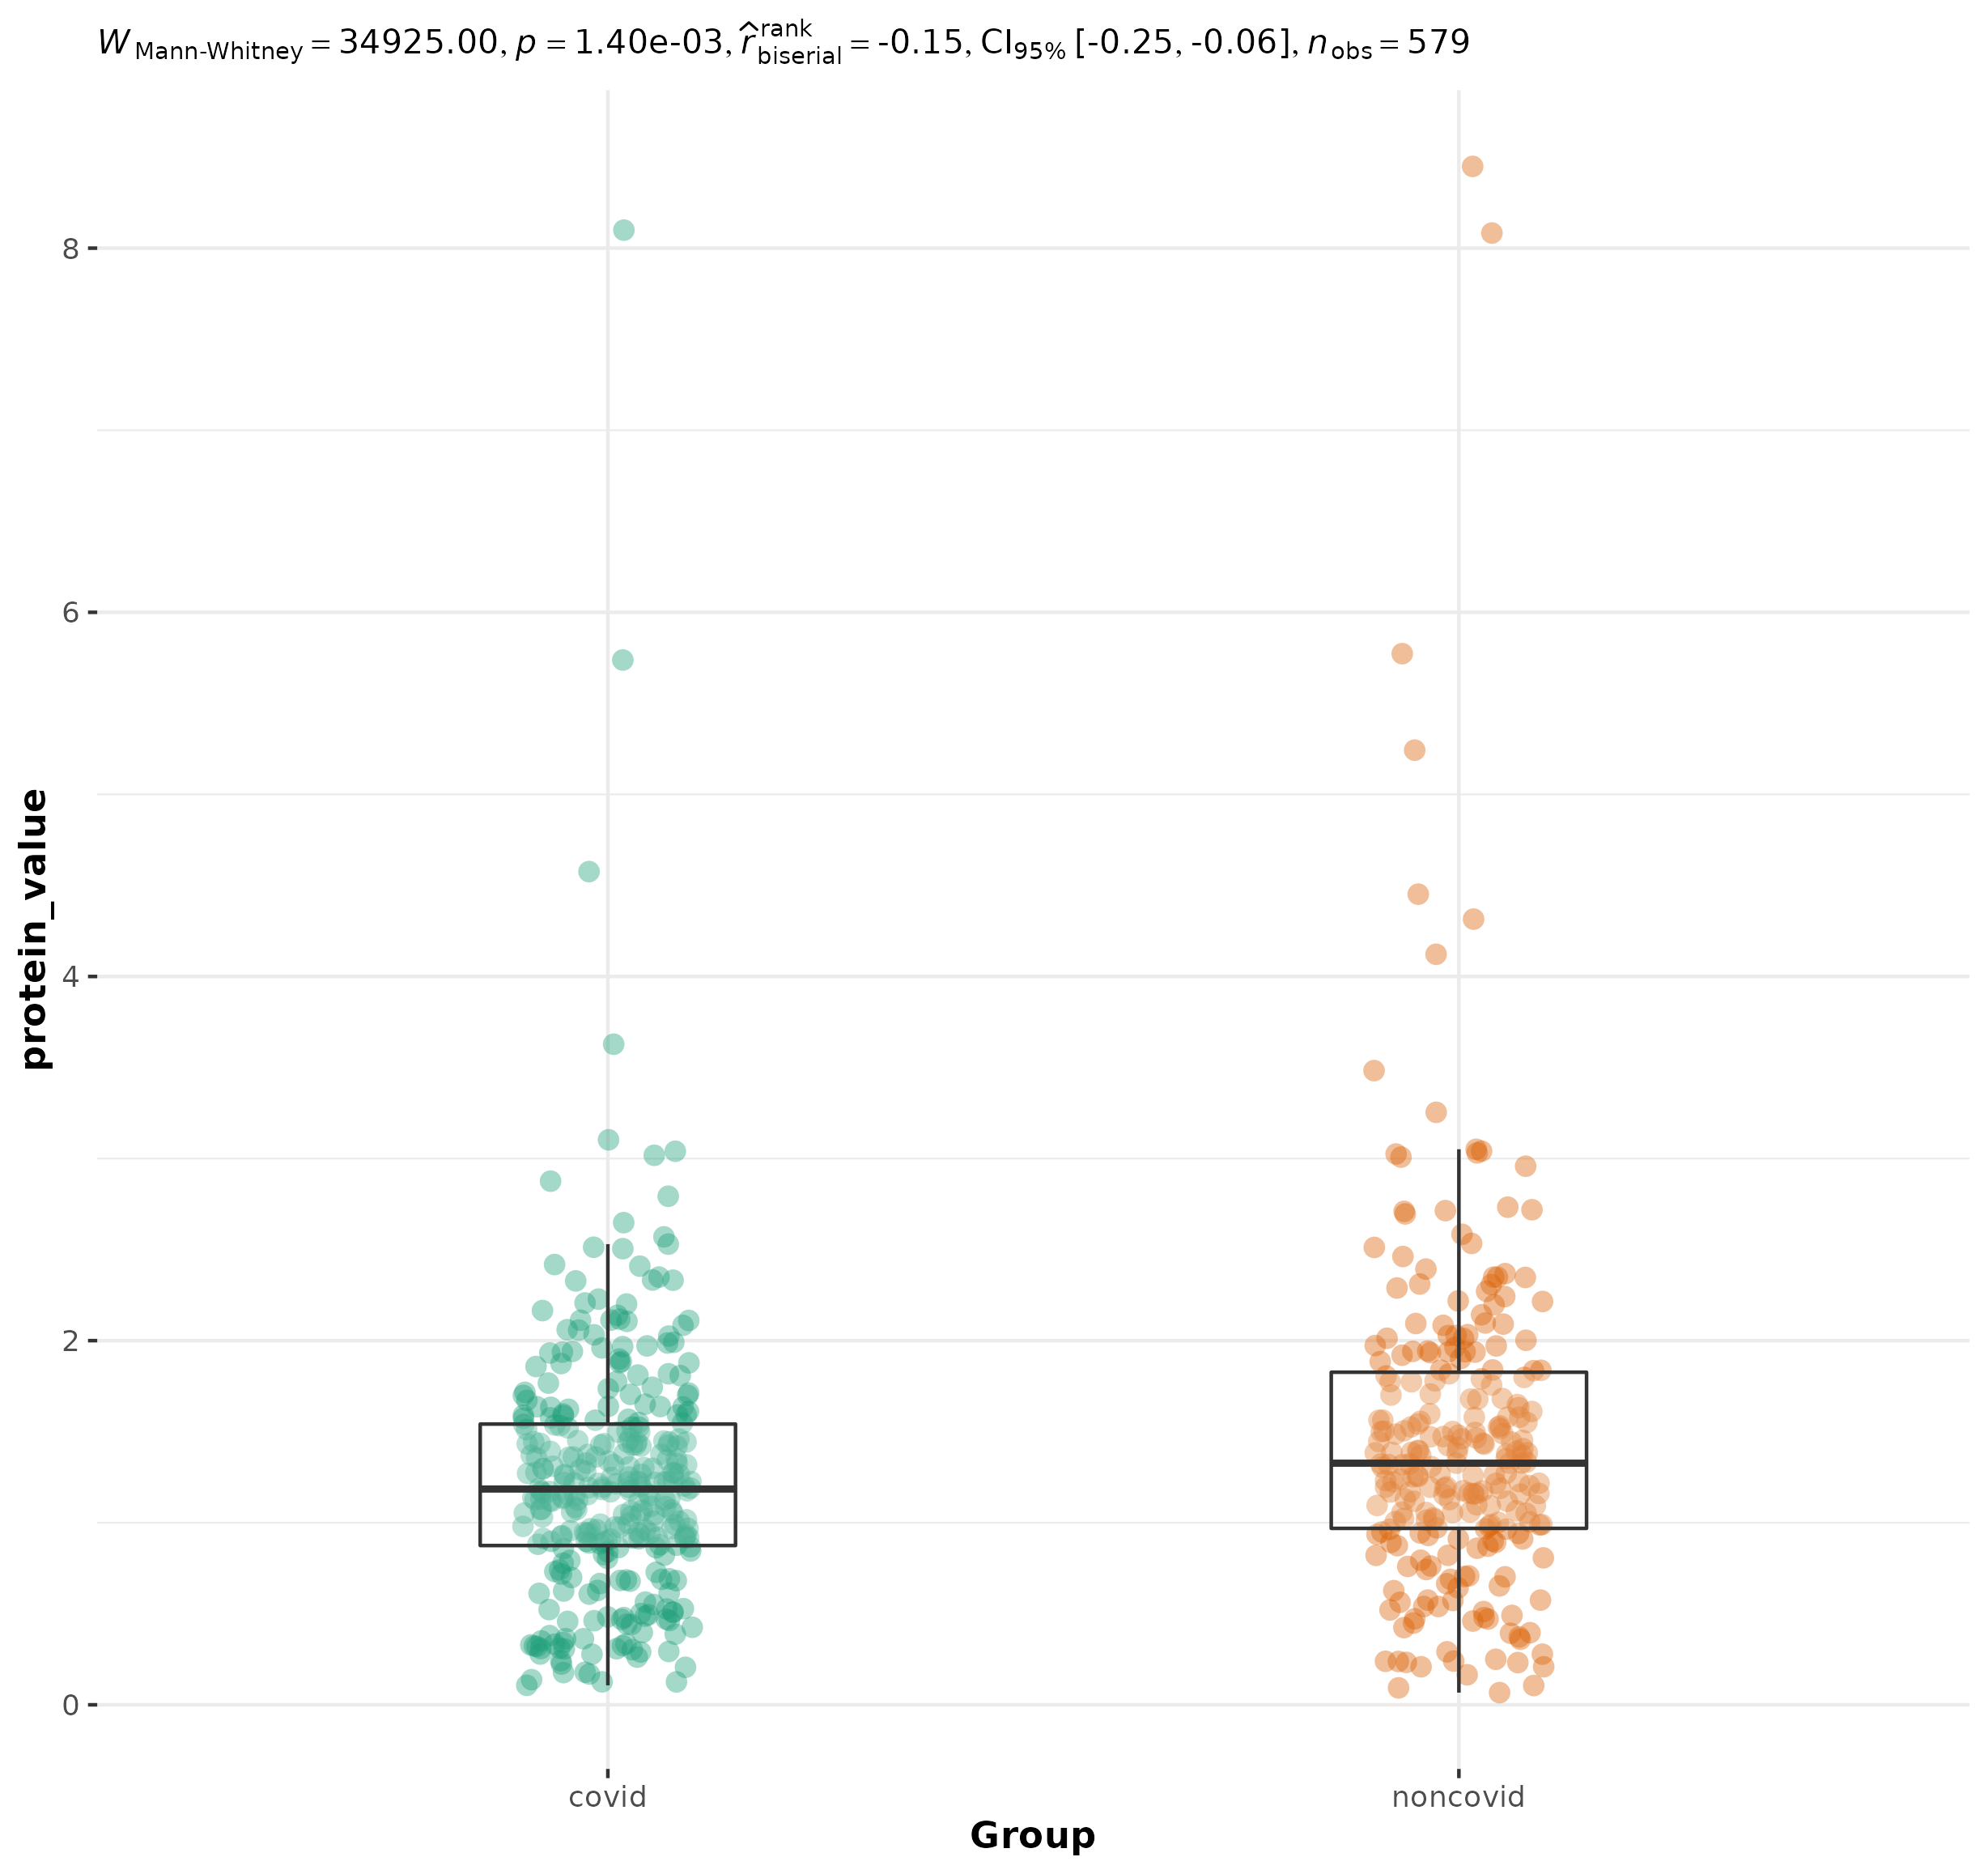 W Mann-Whitney = 34925.00, p = 1.40e-03, r̂ rank biserial = -0.15, CI95% [-0.25, -0.06], n obs = 579
8
6
4
2
0
protein_value
covid noncovid
Group